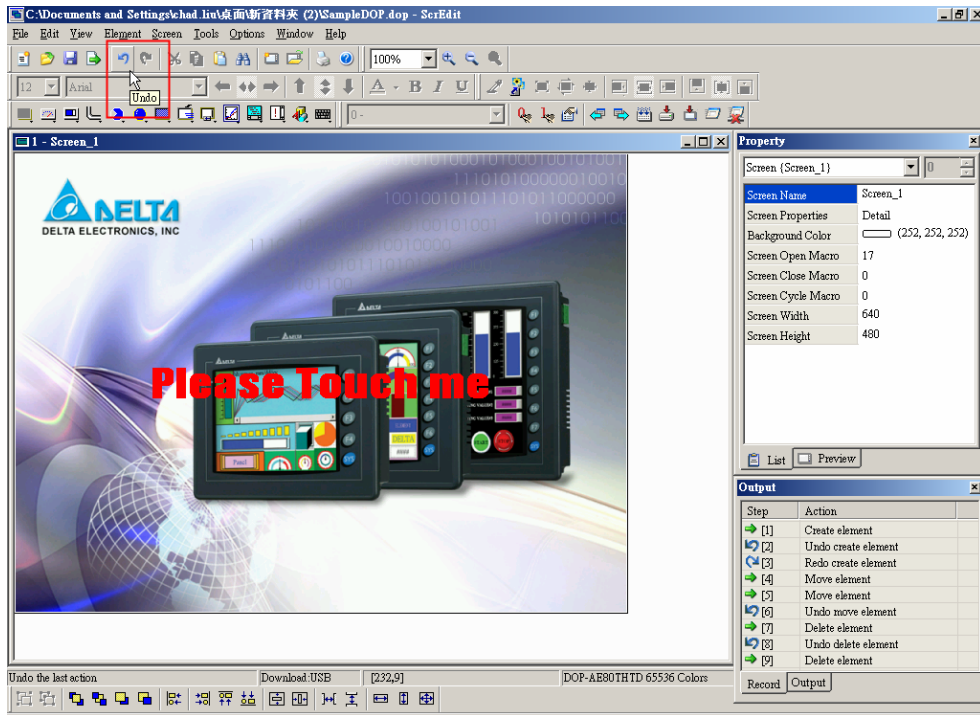 C:\Documents and Settings\chad.liu\桌面\新資料夾 (2)\SampleDOP.dop - ScrEdit
File Edit View Element Screen Tools Options Window Help
100%
12 Arial
Undo
0 -
1 - Screen_1
DELTA
DELTA ELECTRONICS, INC
Please Touch me
Property
Screen {Screen_1} 0
Screen Name Screen_1
Screen Properties Detail
Background Color (252, 252, 252)
Screen Open Macro 17
Screen Close Macro 0
Screen Cycle Macro 0
Screen Width 640
Screen Height 480
List Preview
Output
Step Action
[1] Create element
[2] Undo create element
[3] Redo create element
[4] Move element
[5] Move element
[6] Undo move element
[7] Delete element
[8] Undo delete element
[9] Delete element
Record Output
Undo the last action Download:USB [232,9] DOP-AE80THTD 65536 Colors